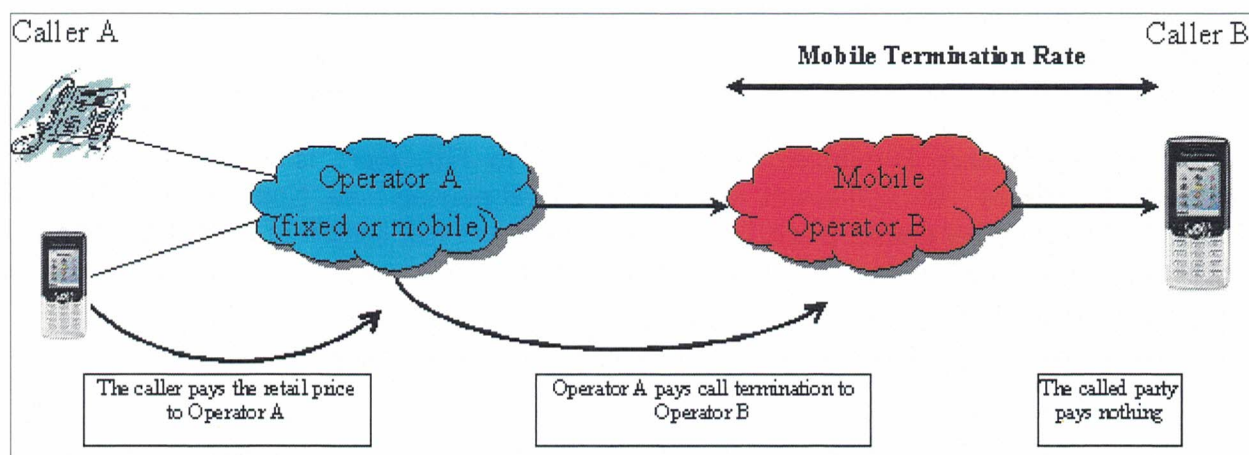 Caller A
Caller B
Mobile Termination Rate
Operator A
(fixed or mobile)
Mobile
Operator B
The caller pays the retail price
to Operator A
Operator A pays call termination to
Operator B
The called party
pays nothing